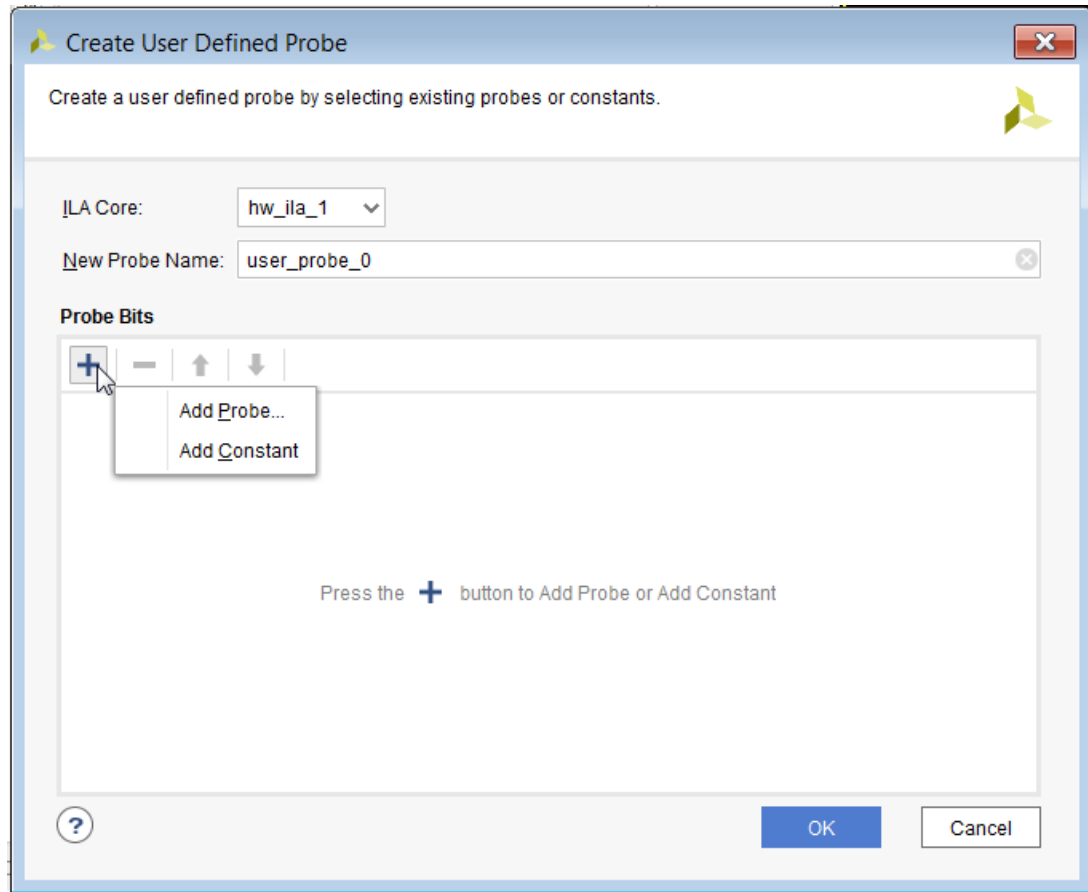 Create User Defined Probe
Create a user defined probe by selecting existing probes or constants.
ILA Core: hw_ila_1
New Probe Name: user_probe_0
Probe Bits
Add Probe...
Add Constant
Press the + button to Add Probe or Add Constant
? OK Cancel